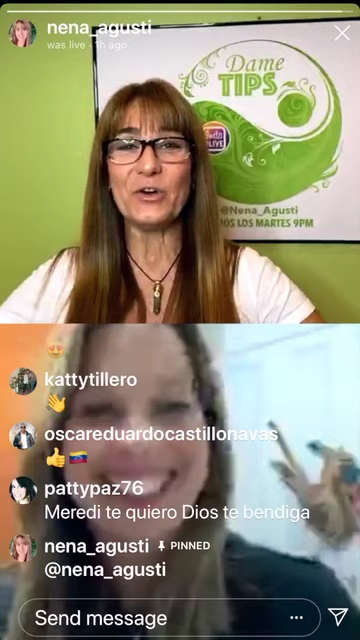 nena_agusti
was live · 1h ago
Dame
TIPS
LIVE
@Nena_Agusti
LOS MARTES 9PM
kattytillero
👋
oscareduardocastillonavas
👍🇻🇪
pattypaz76
Meredi te quiero Dios te bendiga
nena_agusti PINNED
@nena_agusti
Send message